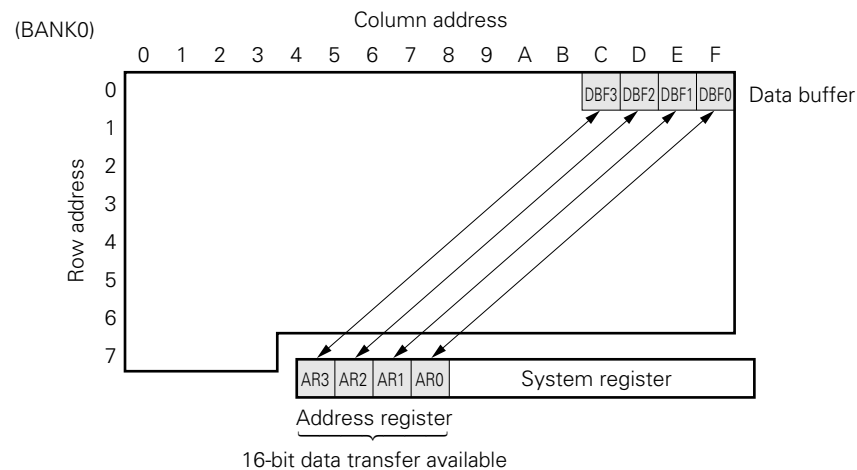 (BANK0)
Column address
0 1 2 3 4 5 6 7 8 9 A B C D E F
0 DBF3 DBF2 DBF1 DBF0 Data buffer
1
2
3
4
5
6
7
Row address
AR3 AR2 AR1 AR0 System register
Address register
16-bit data transfer available